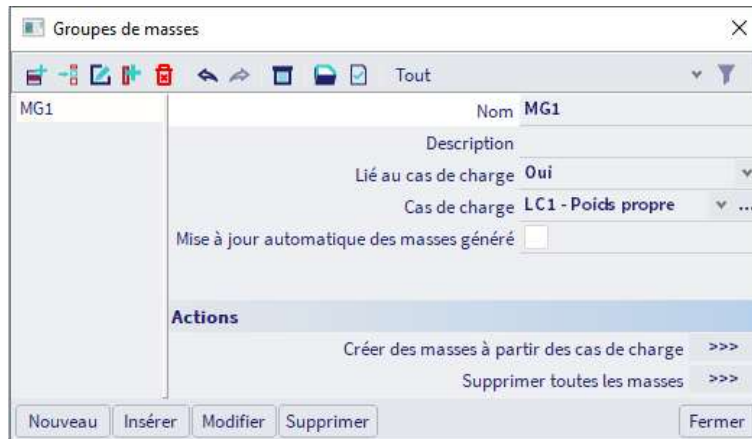 Groupes de masses
Tout
MG1
Nom MG1
Description
Lié au cas de charge Oui
Cas de charge LC1 - Poids propre ...
Mise à jour automatique des masses généré
Actions
Créer des masses à partir des cas de charge >>>
Supprimer toutes les masses >>>
Nouveau Insérer Modifier Supprimer Fermer